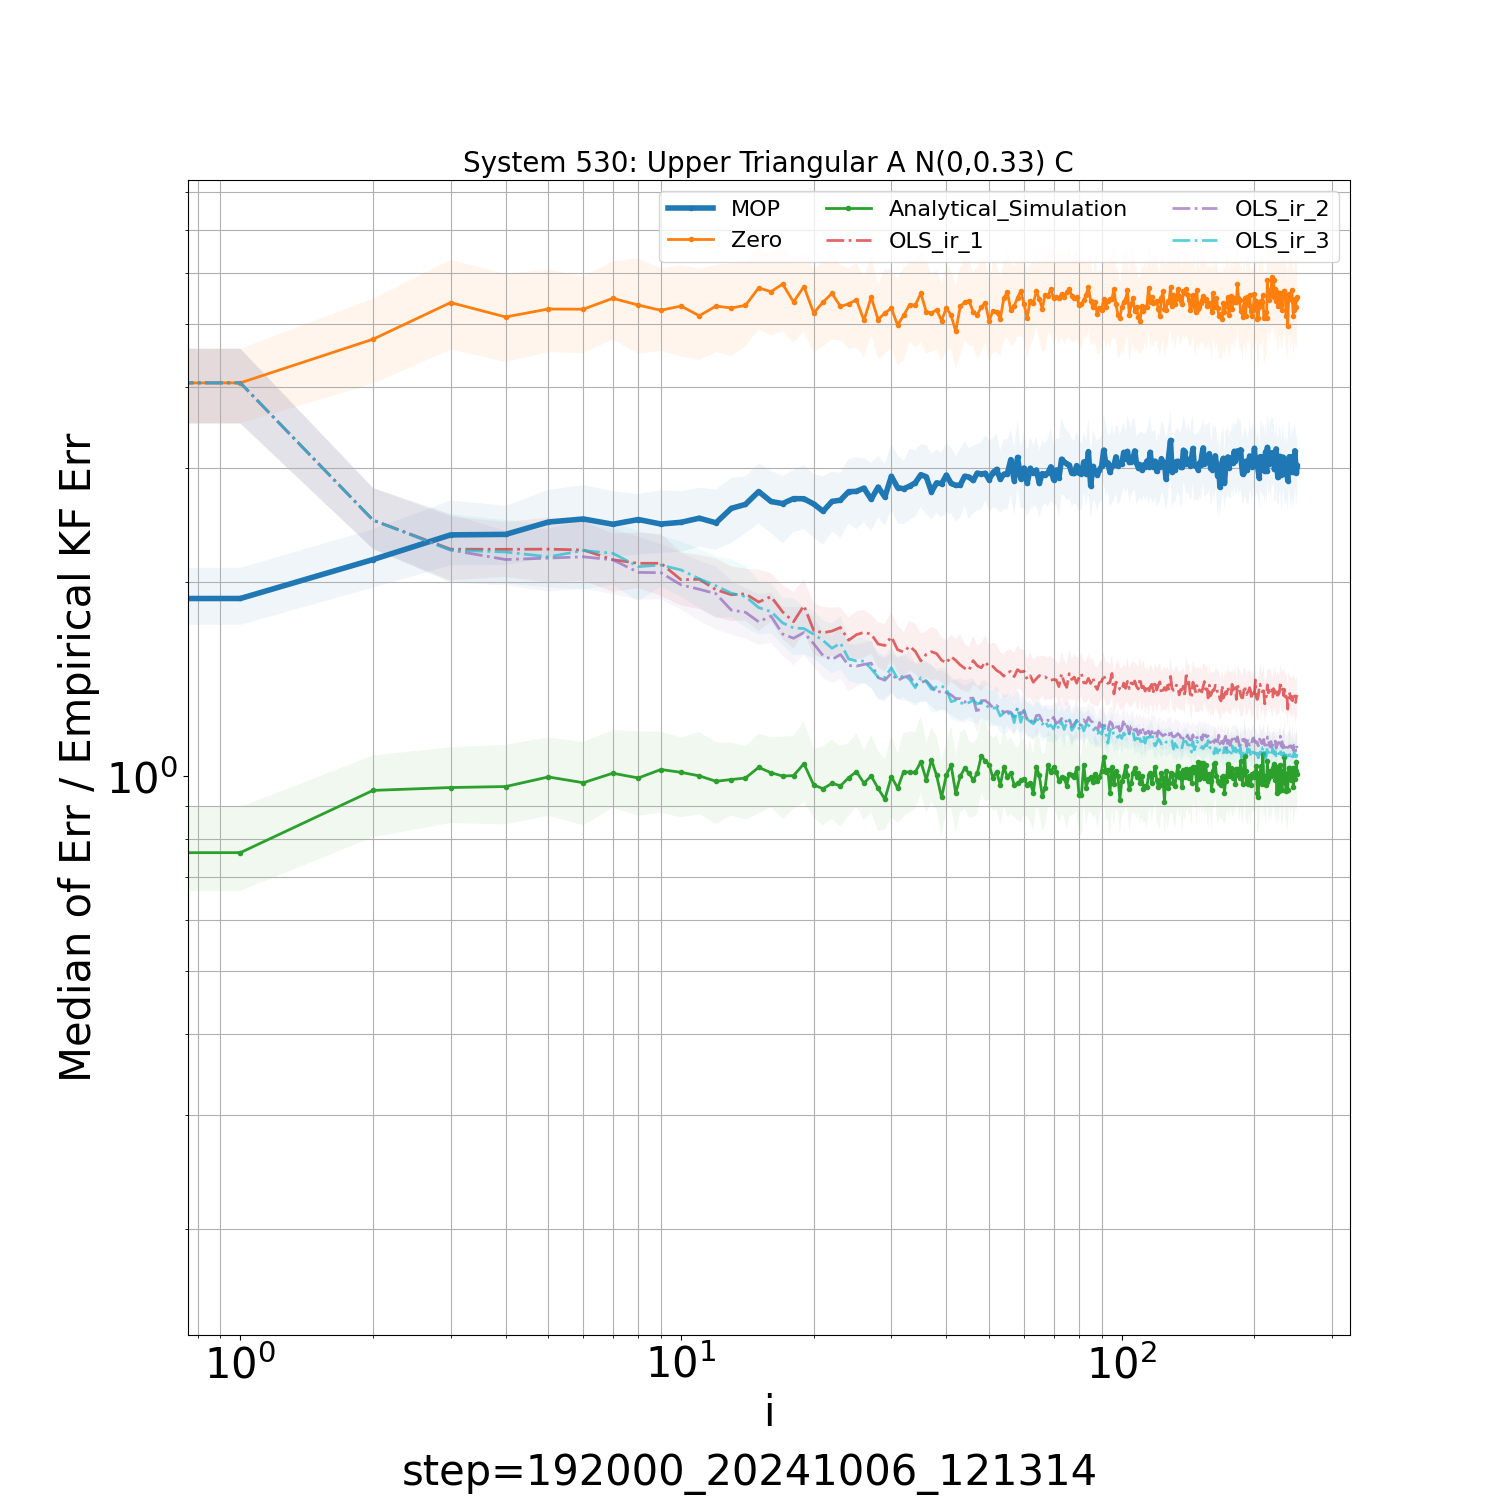 System 530: Upper Triangular A N(0,0.33) C
MOP
Zero
Analytical_Simulation
OLS_ir_1
OLS_ir_2
OLS_ir_3
Median of Err / Empirical KF Err
10⁰
10⁰ 10¹ 10²
i
step=192000_20241006_121314